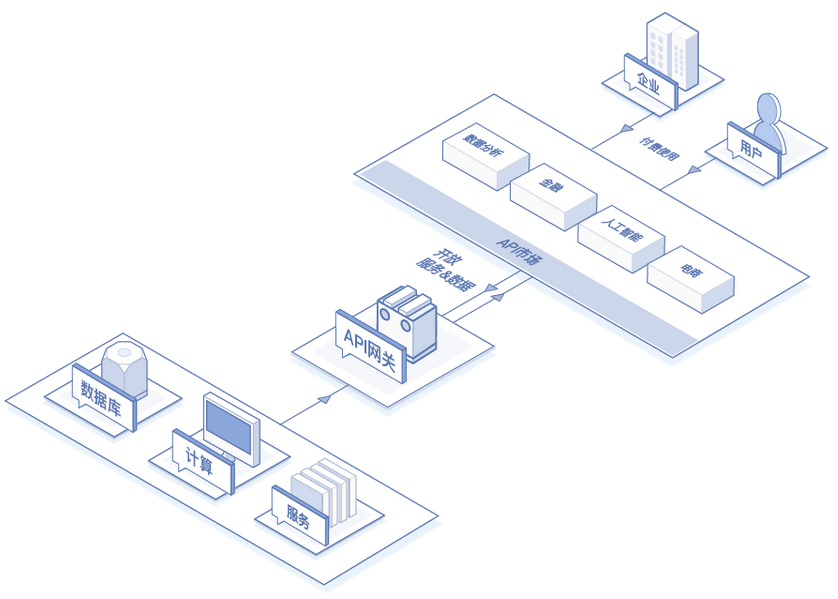 企业
用户
付费使用
数据分析
金融
人工智能
电商
API市场
开放
服务&数据
API网关
数据库
计算
服务